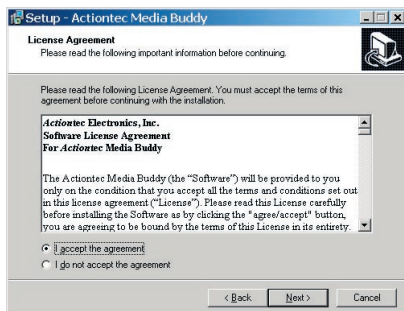 Setup - Actiontec Media Buddy
License Agreement
Please read the following important information before continuing.
Please read the following License Agreement. You must accept the terms of this
agreement before continuing with the installation.
Actiontec Electronics, Inc.
Software License Agreement
For Actiontec Media Buddy
The Actiontec Media Buddy (the "Software") will be provided to you
only on the condition that you accept all the terms and conditions set out
in this license agreement ("License"). Please read this License carefully
before installing the Software as by clicking the "agree/accept" button,
you are agreeing to be bound by the terms of this License in its entirety.
I accept the agreement
I do not accept the agreement
< Back
Next >
Cancel